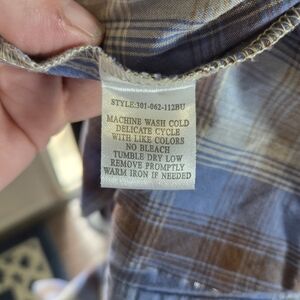 STYLE:301-062-112BU
MACHINE WASH COLD
DELICATE CYCLE
WITH LIKE COLORS
NO BLEACH
TUMBLE DRY LOW
REMOVE PROMPTLY
WARM IRON IF NEEDED